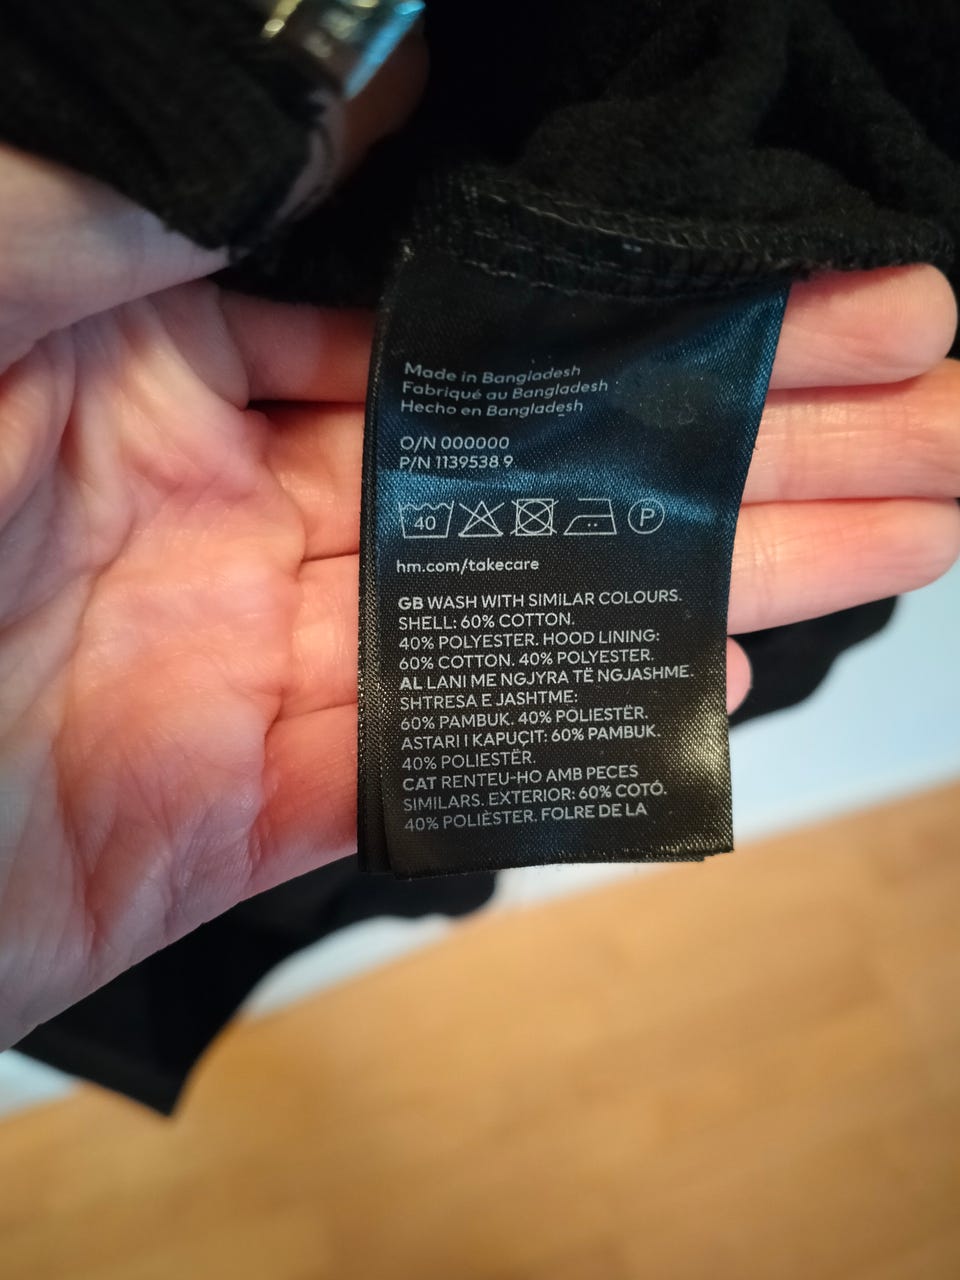 Made in Bangladesh
Fabriqué au Bangladesh
Hecho en Bangladesh
O/N 000000
P/N 1139538 9
40 P
hm.com/takecare
GB WASH WITH SIMILAR COLOURS.
SHELL: 60% COTTON.
40% POLYESTER. HOOD LINING:
60% COTTON. 40% POLYESTER.
AL LANI ME NGJYRA TË NGJASHME.
SHTRESA E JASHTME:
60% PAMBUK. 40% POLIESTËR.
ASTARI I KAPUÇIT: 60% PAMBUK.
40% POLIESTËR.
CAT RENTEU-HO AMB PECES
SIMILARS. EXTERIOR: 60% COTÓ.
40% POLIÈSTER. FOLRE DE LA